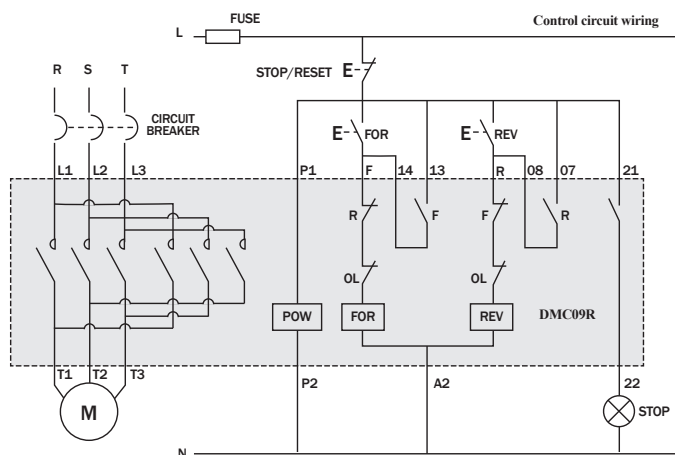 FUSE
L
Control circuit wiring
R S T
STOP/RESET E
CIRCUIT
BREAKER
E FOR E REV
L1 L2 L3 P1 F 14 13 R 08 07 21
R F F R
OL OL
POW FOR REV DMC09R
T1 T2 T3 P2 A2 22
M STOP
N